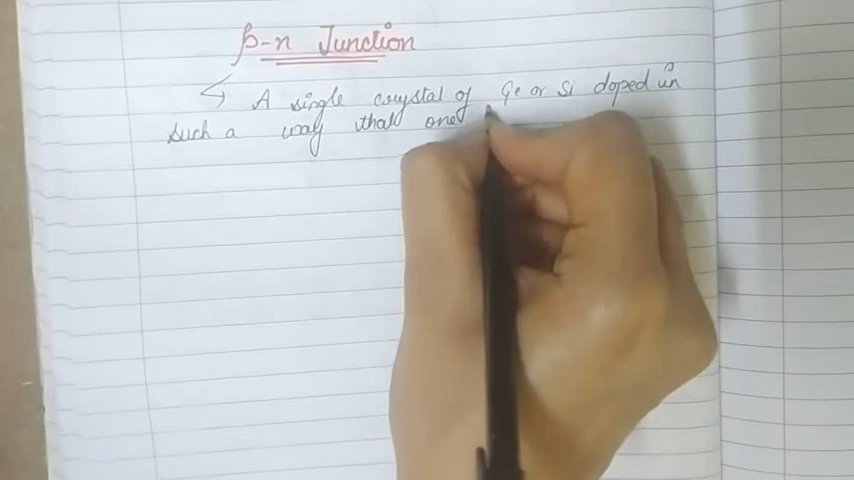 p-n Junction
↳ A single crystal of Ge or Si doped in
such a way that one